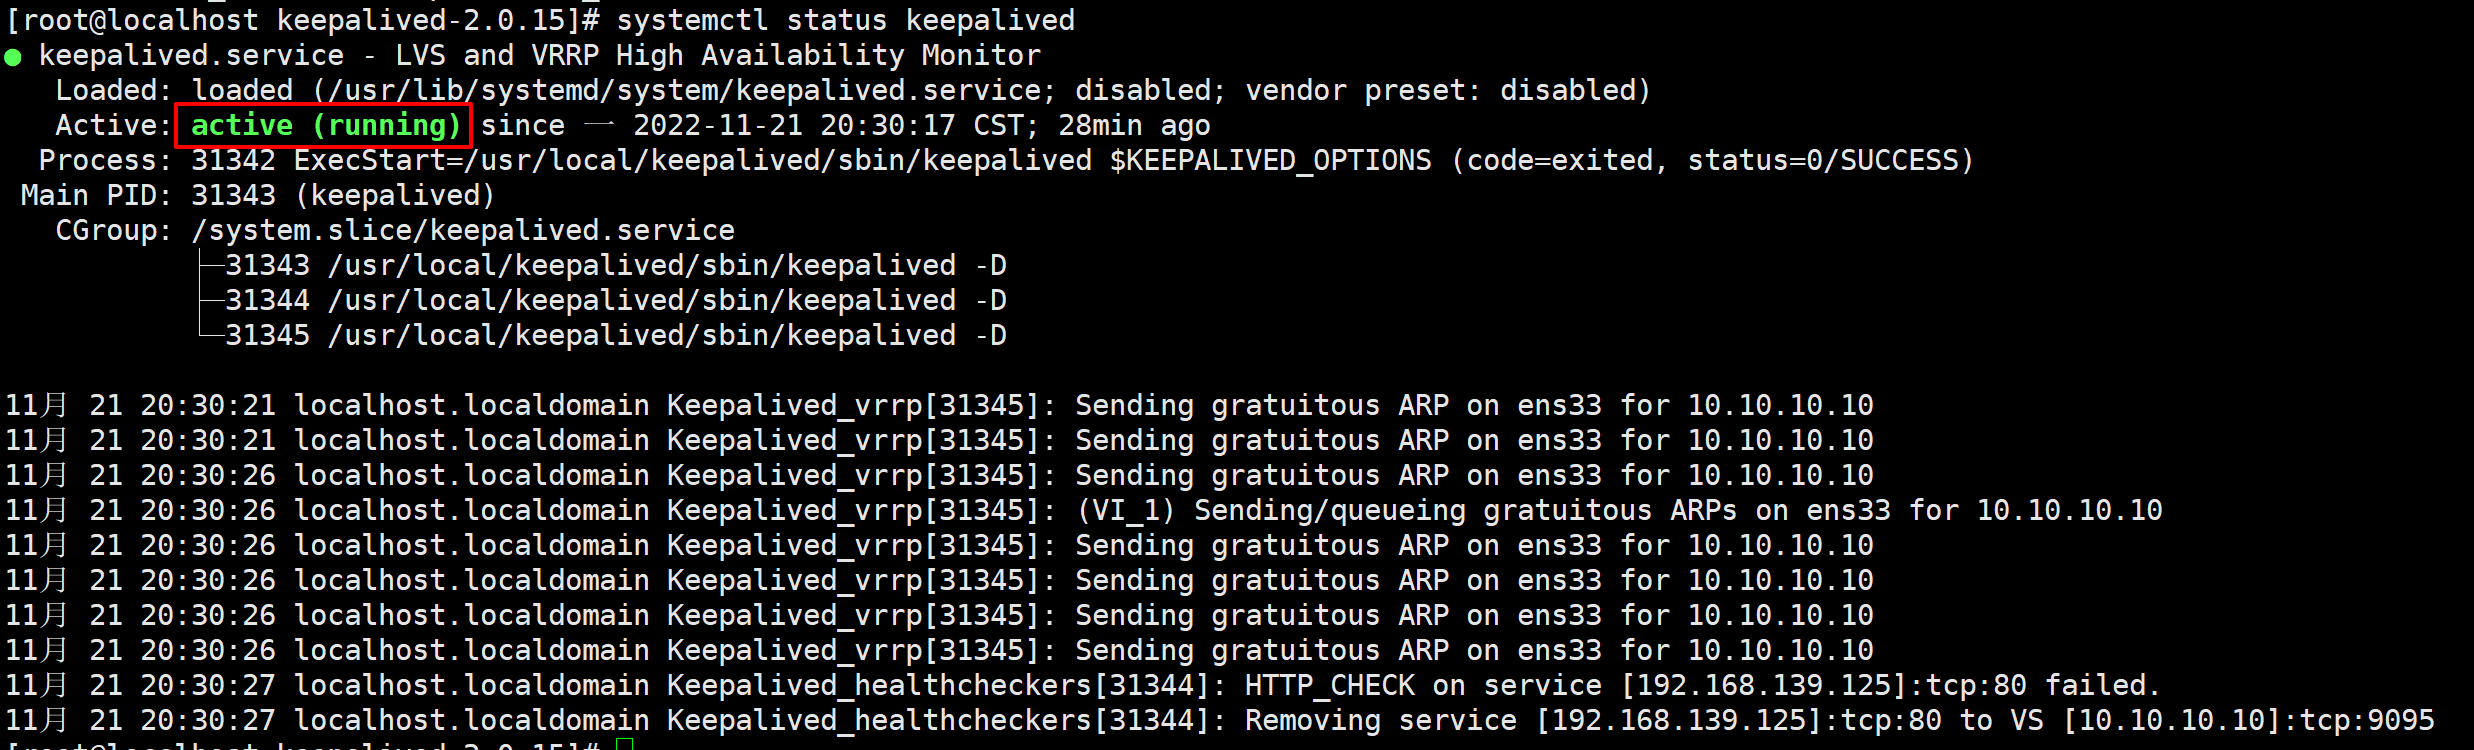 [root@localhost keepalived-2.0.15]# systemctl status keepalived
● keepalived.service - LVS and VRRP High Availability Monitor
Loaded: loaded (/usr/lib/systemd/system/keepalived.service; disabled; vendor preset: disabled)
Active: active (running) since 一 2022-11-21 20:30:17 CST; 28min ago
Process: 31342 ExecStart=/usr/local/keepalived/sbin/keepalived $KEEPALIVED_OPTIONS (code=exited, status=0/SUCCESS)
Main PID: 31343 (keepalived)
CGroup: /system.slice/keepalived.service
├─31343 /usr/local/keepalived/sbin/keepalived -D
├─31344 /usr/local/keepalived/sbin/keepalived -D
└─31345 /usr/local/keepalived/sbin/keepalived -D
11月 21 20:30:21 localhost.localdomain Keepalived_vrrp[31345]: Sending gratuitous ARP on ens33 for 10.10.10.10
11月 21 20:30:21 localhost.localdomain Keepalived_vrrp[31345]: Sending gratuitous ARP on ens33 for 10.10.10.10
11月 21 20:30:26 localhost.localdomain Keepalived_vrrp[31345]: Sending gratuitous ARP on ens33 for 10.10.10.10
11月 21 20:30:26 localhost.localdomain Keepalived_vrrp[31345]: (VI_1) Sending/queueing gratuitous ARPs on ens33 for 10.10.10.10
11月 21 20:30:26 localhost.localdomain Keepalived_vrrp[31345]: Sending gratuitous ARP on ens33 for 10.10.10.10
11月 21 20:30:26 localhost.localdomain Keepalived_vrrp[31345]: Sending gratuitous ARP on ens33 for 10.10.10.10
11月 21 20:30:26 localhost.localdomain Keepalived_vrrp[31345]: Sending gratuitous ARP on ens33 for 10.10.10.10
11月 21 20:30:26 localhost.localdomain Keepalived_vrrp[31345]: Sending gratuitous ARP on ens33 for 10.10.10.10
11月 21 20:30:27 localhost.localdomain Keepalived_healthcheckers[31344]: HTTP_CHECK on service [192.168.139.125]:tcp:80 failed.
11月 21 20:30:27 localhost.localdomain Keepalived_healthcheckers[31344]: Removing service [192.168.139.125]:tcp:80 to VS [10.10.10.10]:tcp:9095
[root@localhost keepalived-2.0.15]#